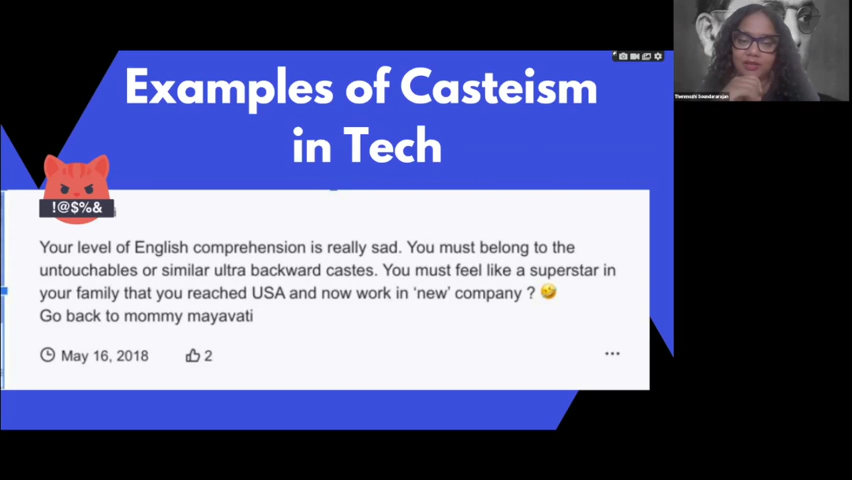 Examples of Casteism
in Tech
Thenmozhi Soundararajan
!@$%&
Your level of English comprehension is really sad. You must belong to the
untouchables or similar ultra backward castes. You must feel like a superstar in
your family that you reached USA and now work in ‘new’ company ? 🤣
Go back to mommy mayavati
May 16, 2018
2